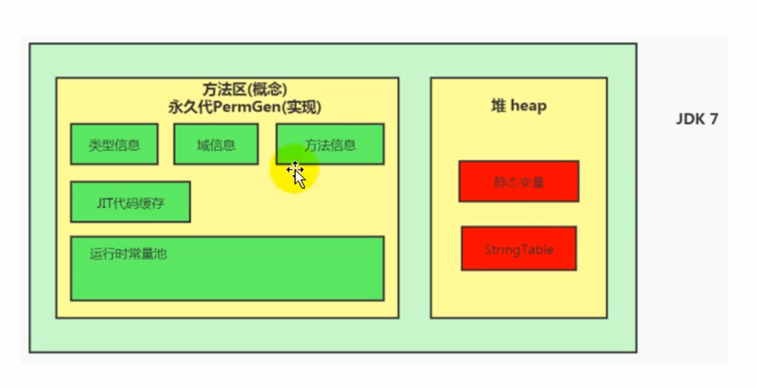 方法区(概念)
永久代PermGen(实现)
类型信息
域信息
方法信息
JIT代码缓存
运行时常量池
堆 heap
静态变量
StringTable
JDK 7